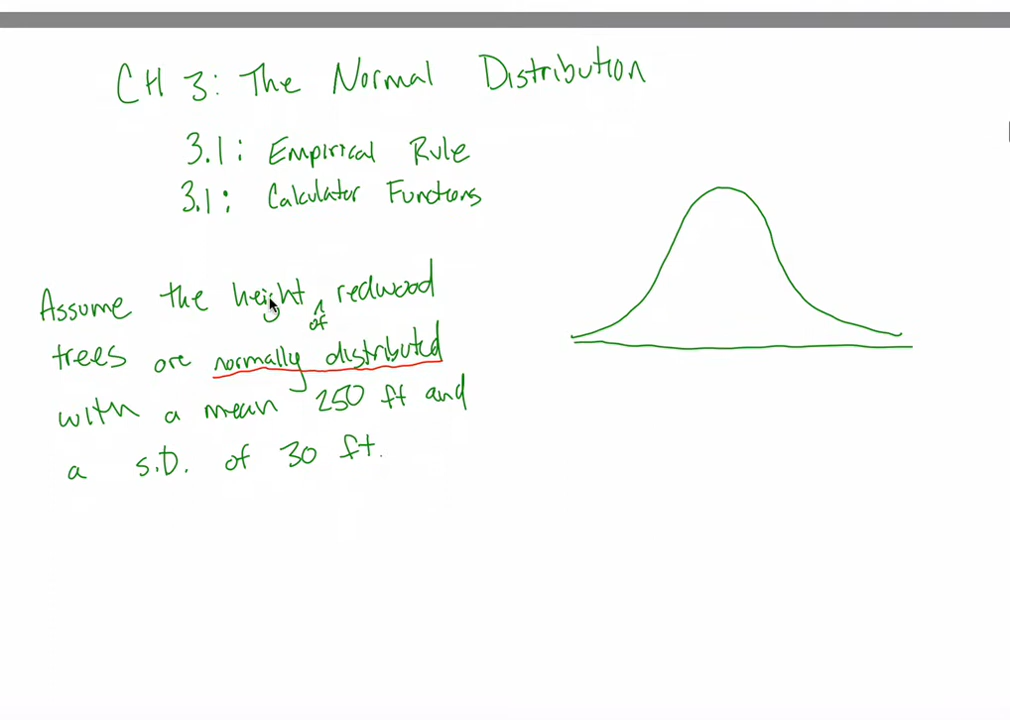 CH 3: The Normal Distribution
3.1: Empirical Rule
3.1: Calculator Functions
Assume the height of redwood
trees are normally distributed
with a mean 250 ft and
a S.D. of 30 ft.